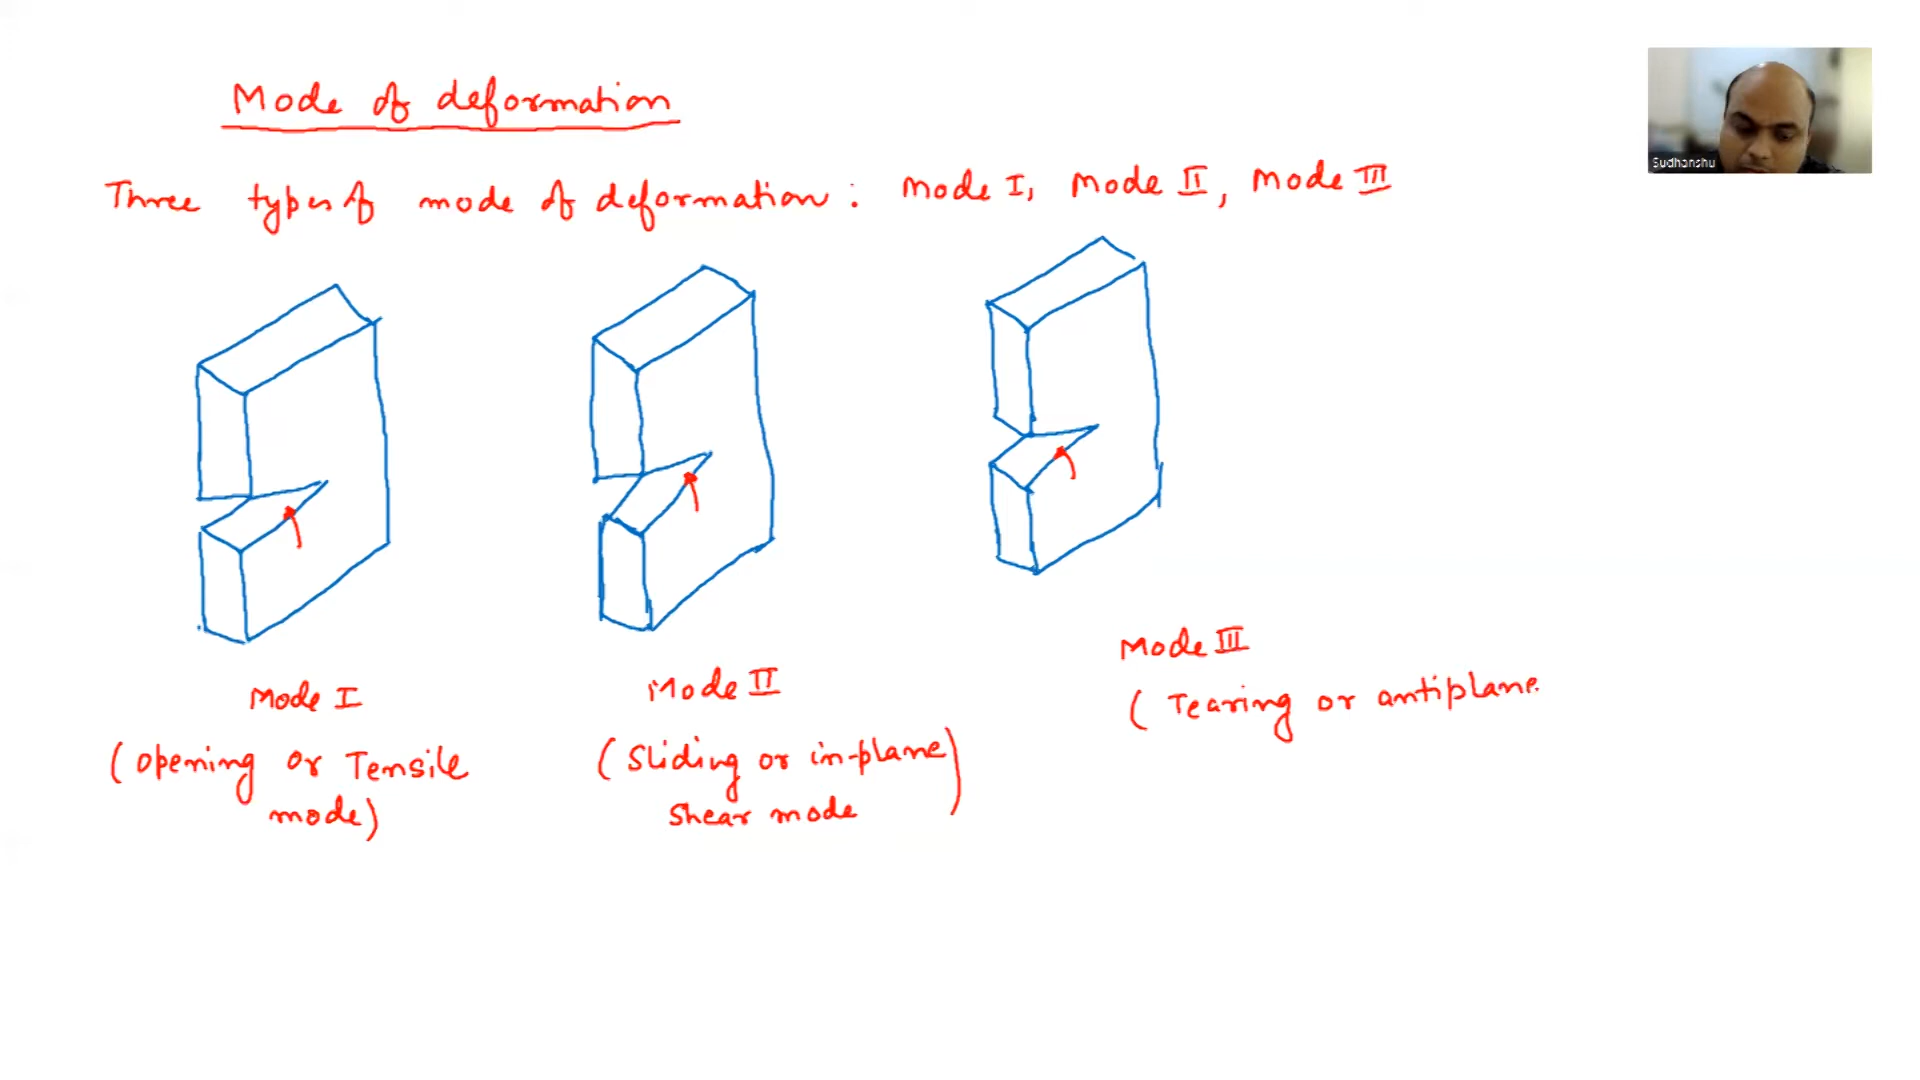 Mode of deformation
Sudhanshu
Three types of mode of deformation: Mode I, Mode II, Mode III
Mode I
(Opening or Tensile
mode)
Mode II
(Sliding or in-plane
shear mode)
Mode III
(Tearing or antiplane